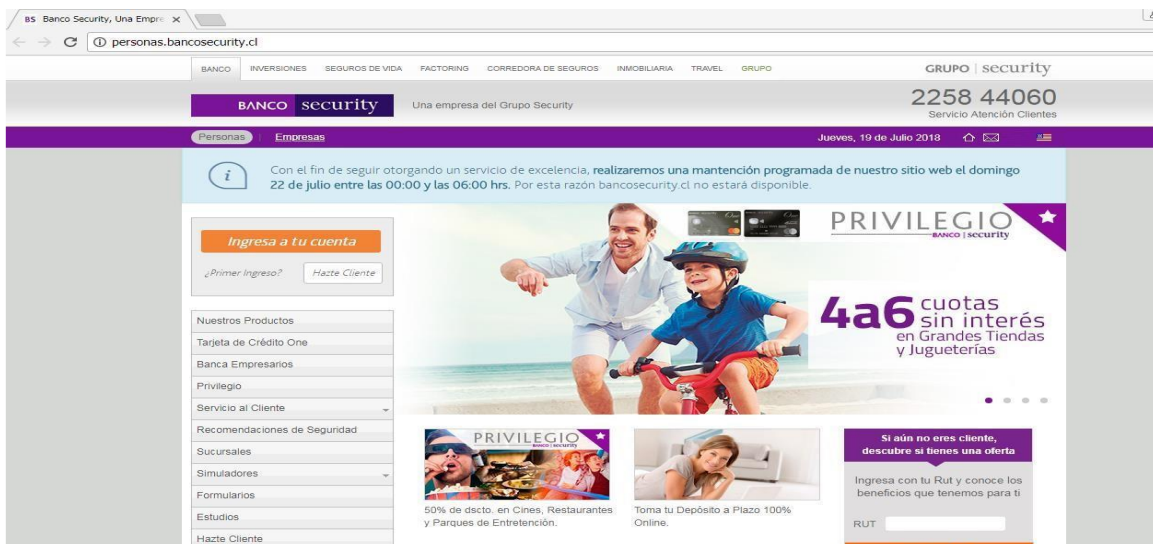 BS Banco Security, Una Empre
personas.bancosecurity.cl
BANCO INVERSIONES SEGUROS DE VIDA FACTORING CORREDORA DE SEGUROS INMOBILIARIA TRAVEL GRUPO
GRUPO | security
BANCO security
Una empresa del Grupo Security
2258 44060
Servicio Atención Clientes
Personas Empresas
Jueves, 19 de Julio 2018
Con el fin de seguir otorgando un servicio de excelencia, realizaremos una mantención programada de nuestro sitio web el domingo
22 de julio entre las 00:00 y las 06:00 hrs. Por esta razón bancosecurity.cl no estará disponible.
Ingresa a tu cuenta
¿Primer Ingreso? Hazte Cliente
Nuestros Productos
Tarjeta de Crédito One
Banca Empresarios
Privilegio
Servicio al Cliente
Recomendaciones de Seguridad
Sucursales
Simuladores
Formularios
Estudios
Hazte Cliente
PRIVILEGIO
BANCO | security
4a6 cuotas
sin interés
en Grandes Tiendas
y Jugueterías
PRIVILEGIO
BANCO | security
50% de dscto. en Cines, Restaurantes
y Parques de Entretención.
Toma tu Depósito a Plazo 100%
Online.
Si aún no eres cliente,
descubre si tienes una oferta
Ingresa con tu Rut y conoce los
beneficios que tenemos para ti
RUT